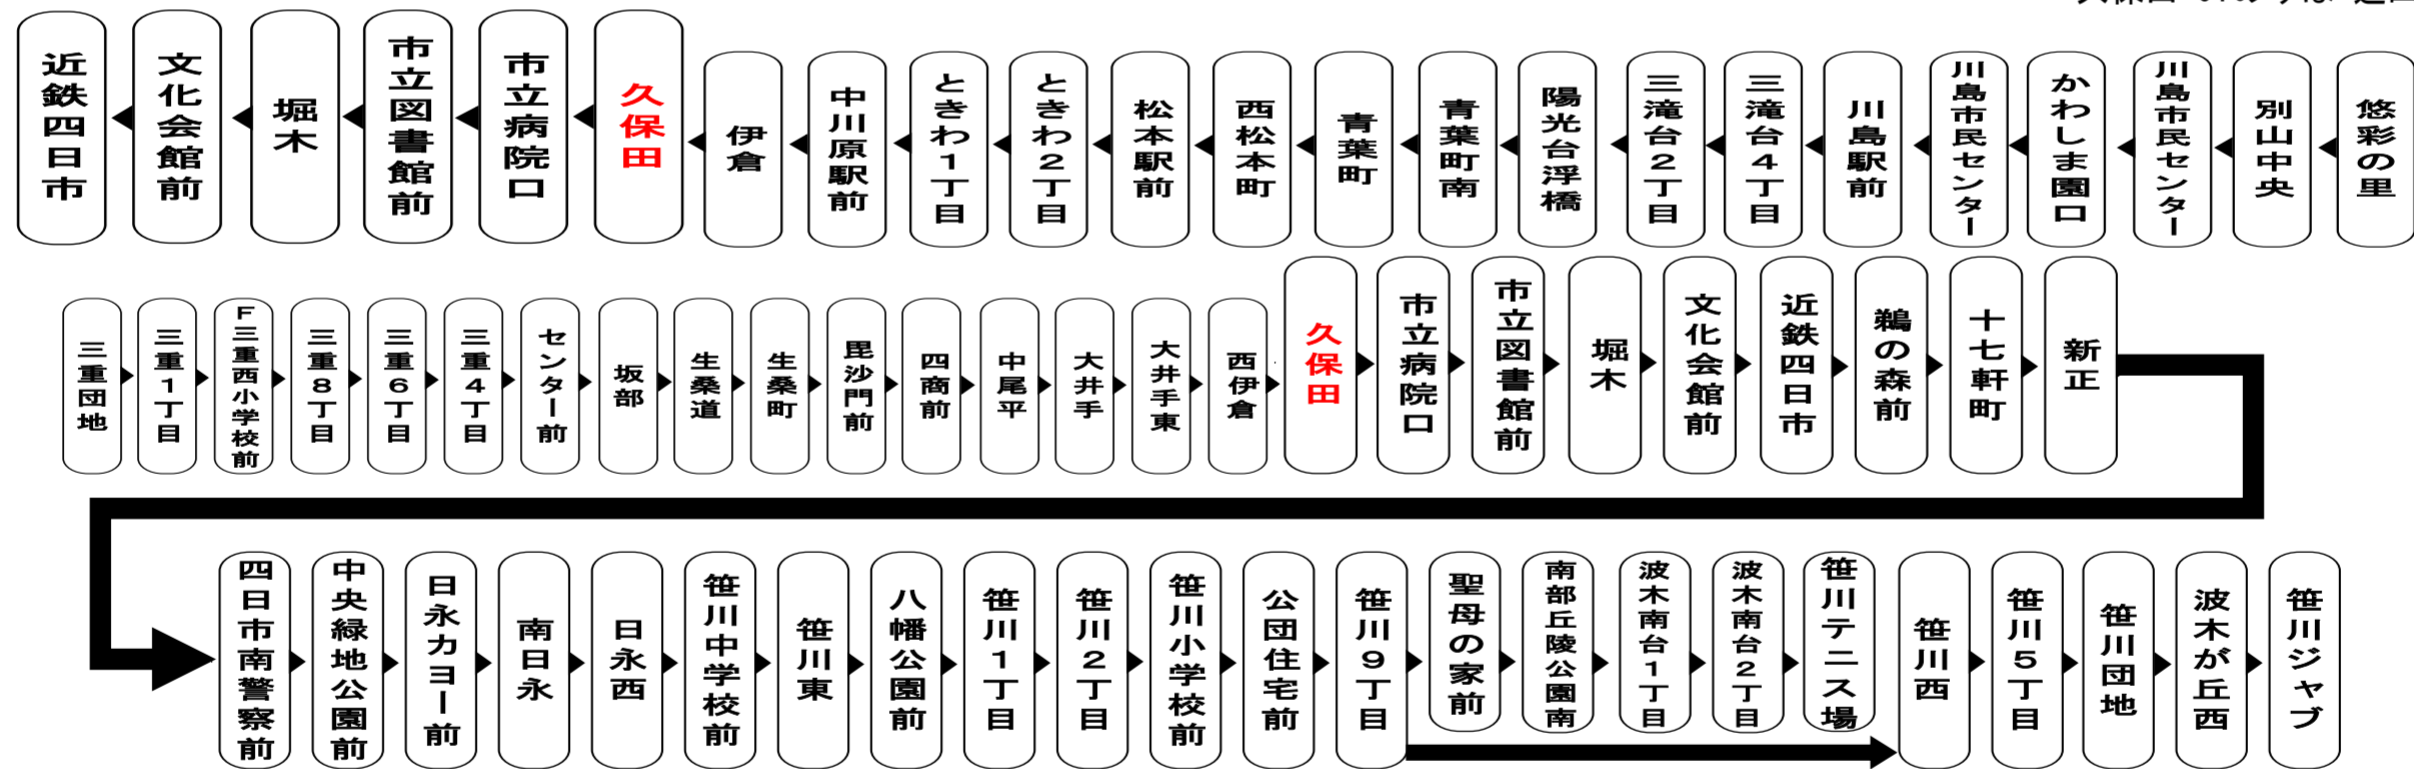 近鉄四日市
文化会館前
堀木
市立図書館前
市立病院口
久保田
伊倉
中川原駅前
ときわ1丁目
ときわ2丁目
松本駅前
西松本町
青葉町
青葉町南
陽光台浮橋
三滝台2丁目
三滝台4丁目
川島駅前
川島市民センター
かわしま園口
川島市民センター
別山中央
悠彩の里
三重団地
三重1丁目
F三重西小学校前
三重8丁目
三重6丁目
三重4丁目
センター前
坂部
生桑道
生桑町
毘沙門前
四商前
中尾平
大井手
大井手東
西伊倉
久保田
市立病院口
市立図書館前
堀木
文化会館前
近鉄四日市
鵜の森前
十七軒町
新正
四日市南警察前
中央緑地公園前
日永カヨー前
南日永
日永西
笹川中学校前
笹川東
八幡公園前
笹川1丁目
笹川2丁目
笹川小学校前
公団住宅前
笹川9丁目
聖母の家前
南部丘陵公園南
波木南台1丁目
波木南台2丁目
笹川テニス場
笹川西
笹川5丁目
笹川団地
波木が丘西
笹川ジャブ